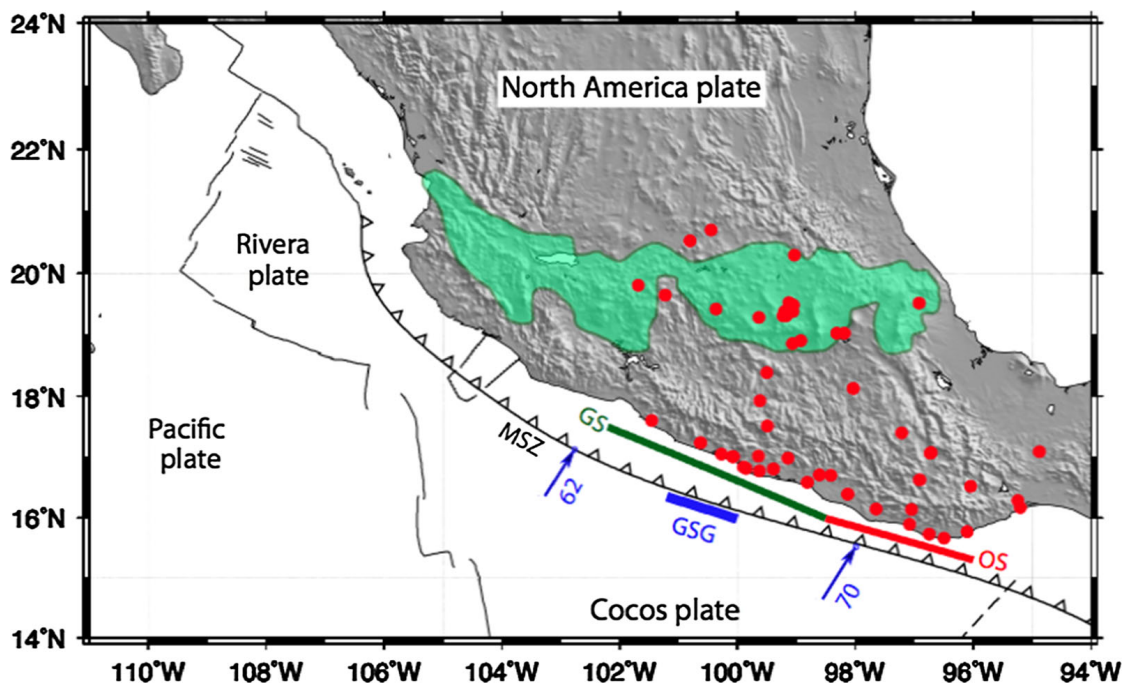 24°N
22°N
20°N
18°N
16°N
14°N
North America plate
Rivera
plate
Pacific
plate
MSZ
GS
62
GSG
OS
70
Cocos plate
110°W
108°W
106°W
104°W
102°W
100°W
98°W
96°W
94°W